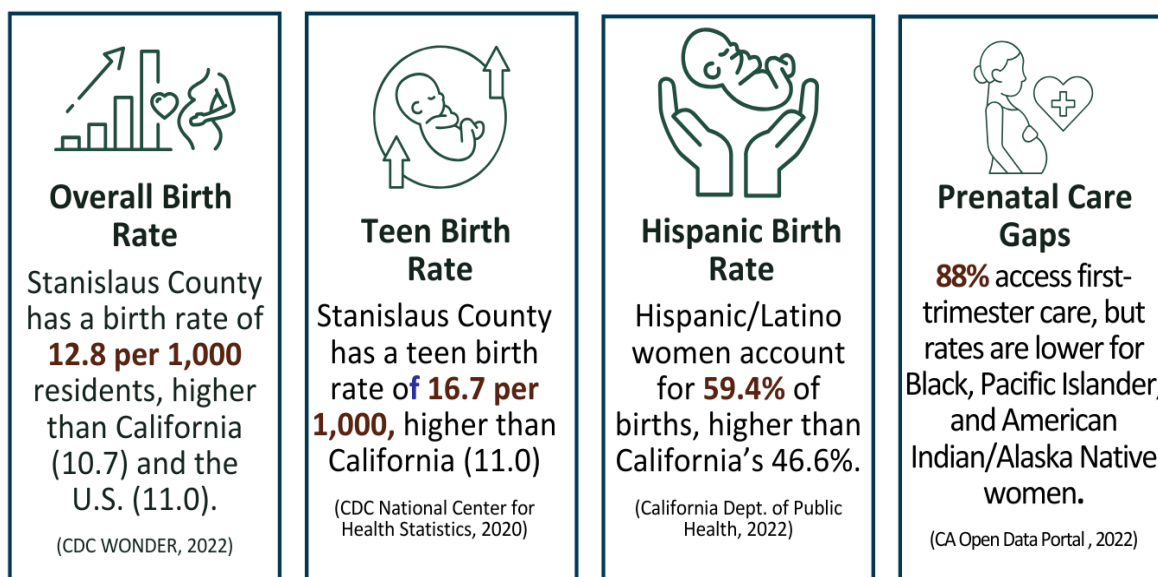 Overall Birth
Rate
Stanislaus County
has a birth rate of
12.8 per 1,000
residents, higher
than California
(10.7) and the
U.S. (11.0).
(CDC WONDER, 2022)
Teen Birth
Rate
Stanislaus County
has a teen birth
rate of 16.7 per
1,000, higher than
California (11.0)
(CDC National Center for
Health Statistics, 2020)
Hispanic Birth
Rate
Hispanic/Latino
women account
for 59.4% of
births, higher than
California’s 46.6%.
(California Dept. of Public
Health, 2022)
Prenatal Care
Gaps
88% access first-
trimester care, but
rates are lower for
Black, Pacific Islander,
and American
Indian/Alaska Native
women.
(CA Open Data Portal , 2022)